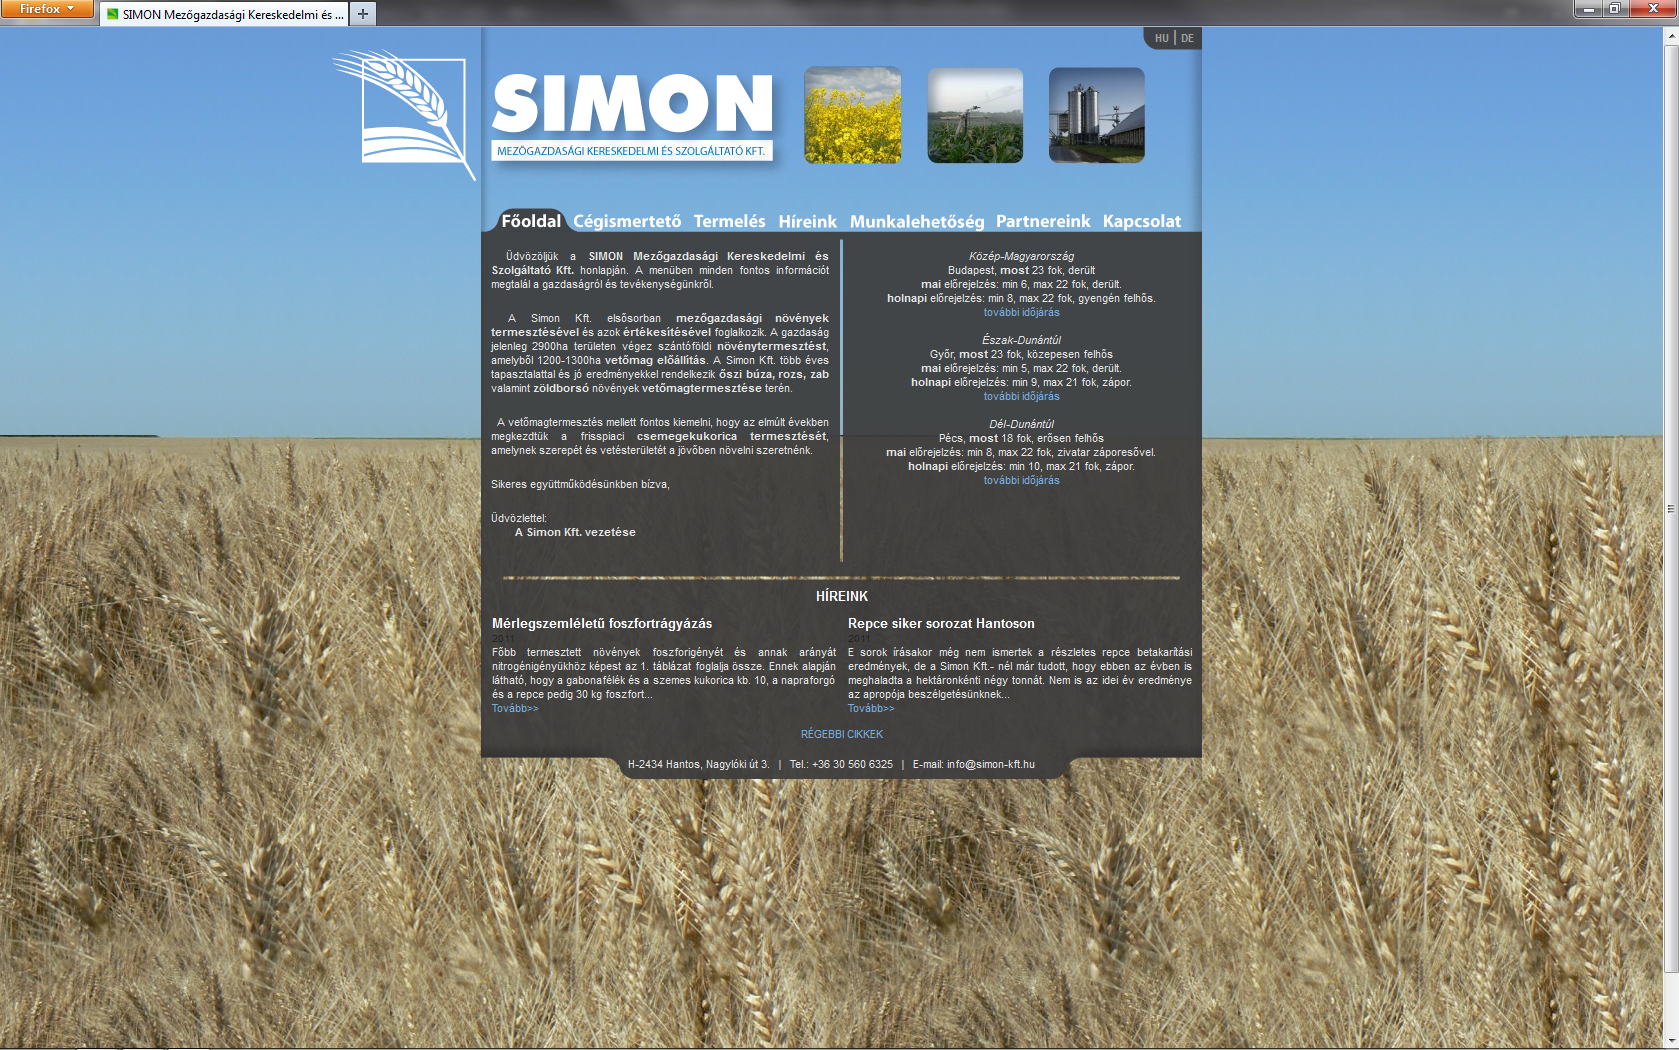 Firefox
SIMON Mezőgazdasági Kereskedelmi és ...
HU | DE
SIMON
MEZŐGAZDASÁGI KERESKEDELMI ÉS SZOLGÁLTATÓ KFT.
Főoldal Cégismertető Termelés Híreink Munkalehetőség Partnereink Kapcsolat
Üdvözöljük a SIMON Mezőgazdasági Kereskedelmi és
Szolgáltató Kft. honlapján. A menüben minden fontos információt
megtalál a gazdaságról és tevékenységünkről.
A Simon Kft. elsősorban mezőgazdasági növények
termesztésével és azok értékesítésével foglalkozik. A gazdaság
jelenleg 2900ha területen végez szántóföldi növénytermesztést,
amelyből 1200-1300ha vetőmag előállítás. A Simon Kft. több éves
tapasztalattal és jó eredményekkel rendelkezik őszi búza, rozs, zab
valamint zöldborsó növények vetőmagtermesztése terén.
A vetőmagtermesztés mellett fontos kiemelni, hogy az elmúlt években
megkezdtük a frisspiaci csemegekukorica termesztését,
amelynek szerepét és vetésterületét a jövőben növelni szeretnénk.
Sikeres együttműködésünkben bízva,
Üdvözlettel:
A Simon Kft. vezetése
Közép-Magyarország
Budapest, most 23 fok, derült
mai előrejelzés: min 6, max 22 fok, derült.
holnapi előrejelzés: min 8, max 22 fok, gyengén felhős.
további időjárás
Észak-Dunántúl
Győr, most 23 fok, közepesen felhős
mai előrejelzés: min 5, max 22 fok, derült.
holnapi előrejelzés: min 9, max 21 fok, zápor.
további időjárás
Dél-Dunántúl
Pécs, most 18 fok, erősen felhős
mai előrejelzés: min 8, max 22 fok, zivatar záporesővel.
holnapi előrejelzés: min 10, max 21 fok, zápor.
további időjárás
HÍREINK
Mérlegszemléletű foszfortrágyázás
2011
Főbb termesztett növények foszforigényét és annak arányát
nitrogénigényükhöz képest az 1. táblázat foglalja össze. Ennek alapján
látható, hogy a gabonafélék és a szemes kukorica kb. 10, a napraforgó
és a repce pedig 30 kg foszfort...
Tovább>>
Repce siker sorozat Hantoson
2011
E sorok írásakor még nem ismertek a részletes repce betakarítási
eredmények, de a Simon Kft.- nél már tudott, hogy ebben az évben is
meghaladta a hektáronkénti négy tonnát. Nem is az idei év eredménye
az apropója beszélgetésünknek...
Tovább>>
RÉGEBBI CIKKEK
H-2434 Hantos, Nagylóki út 3. | Tel.: +36 30 560 6325 | E-mail: info@simon-kft.hu